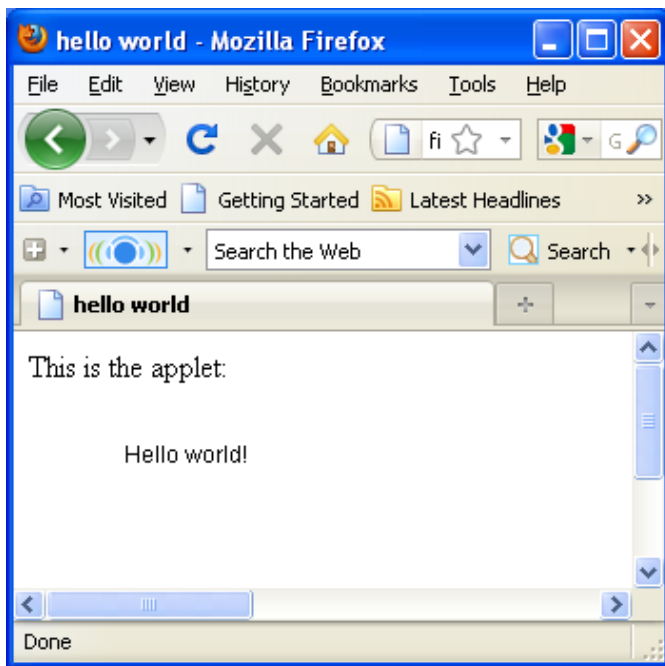 hello world - Mozilla Firefox
File Edit View History Bookmarks Tools Help
fi G
Most Visited Getting Started Latest Headlines »
Search the Web Search
hello world
This is the applet:
Hello world!
Done